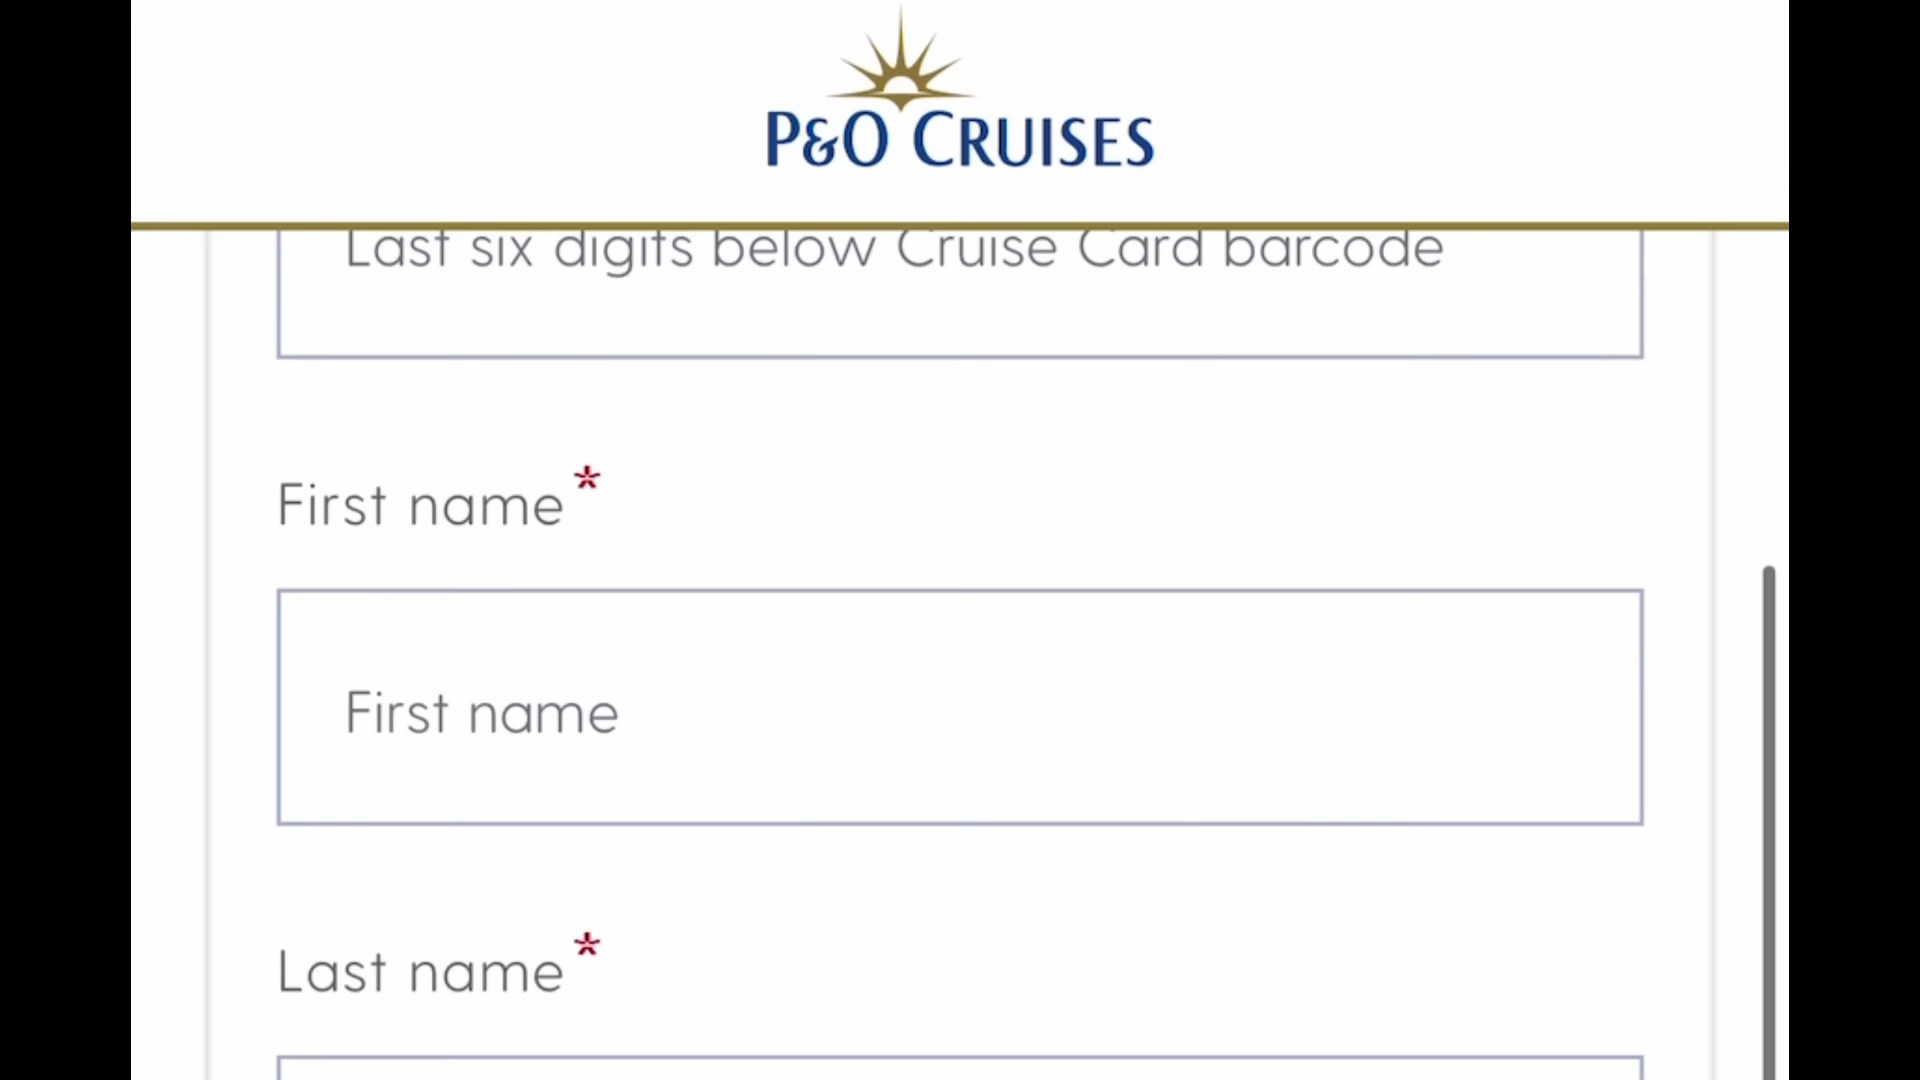 P&O CRUISES
Last six digits below Cruise Card barcode
First name*
First name
Last name*